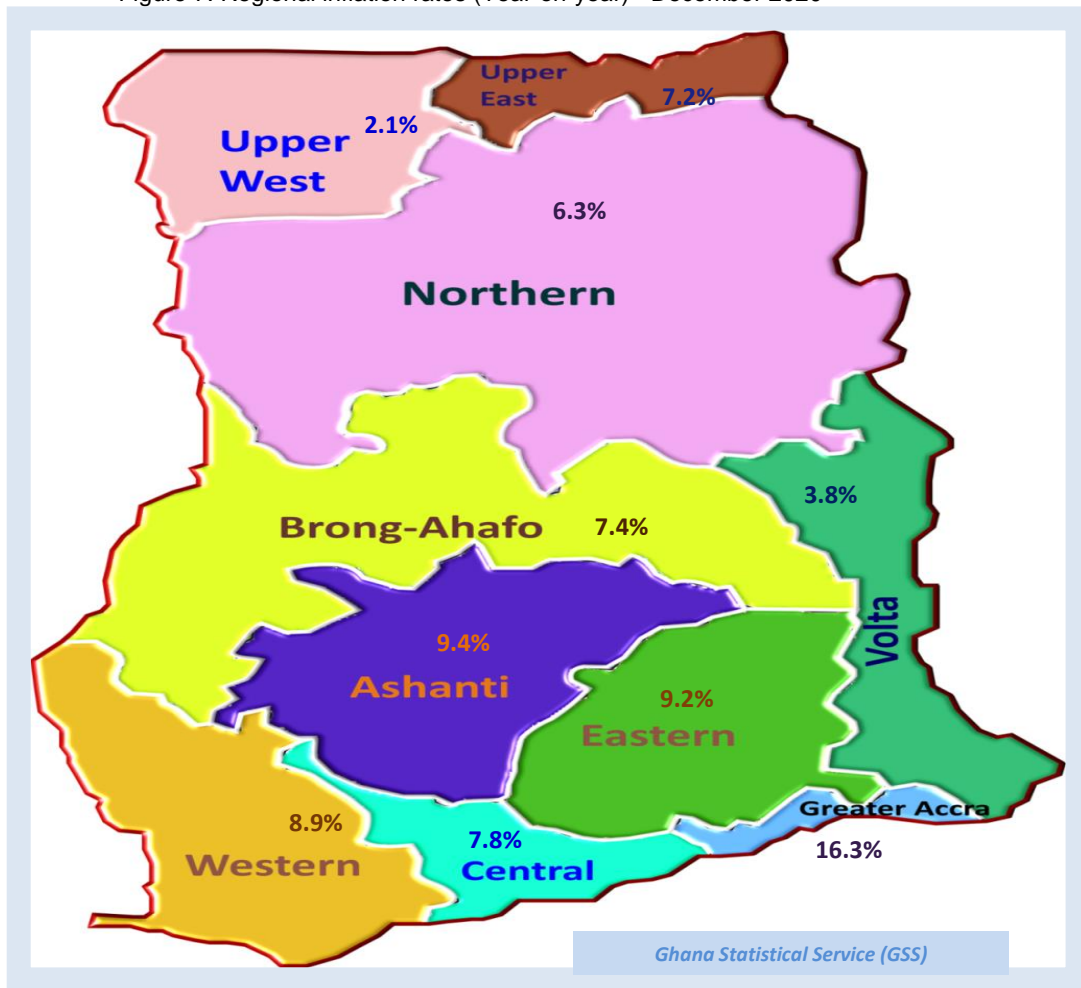 Upper
East
7.2%
2.1%
Upper
West
6.3%
Northern
3.8%
Brong-Ahafo
7.4%
Volta
9.4%
Ashanti
9.2%
Eastern
Greater Accra
8.9%
7.8%
16.3%
Western
Central
Ghana Statistical Service (GSS)